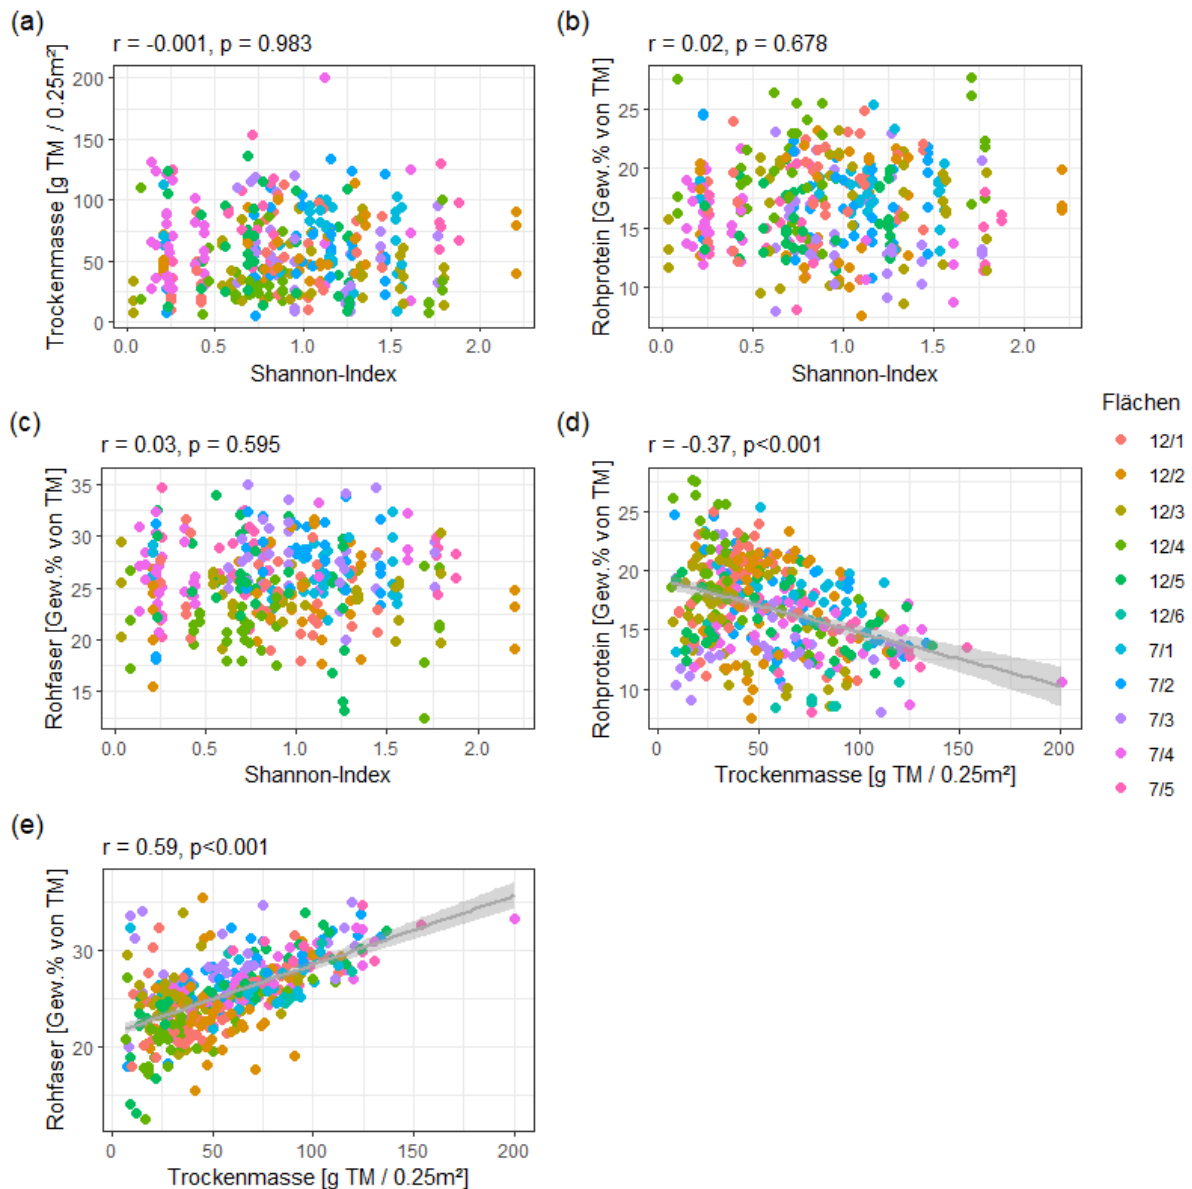 (a)
r = -0.001, p = 0.983
Trockenmasse [g TM / 0.25m²]
200
150
100
50
0
0.0 0.5 1.0 1.5 2.0
Shannon-Index
(b)
r = 0.02, p = 0.678
Rohprotein [Gew.% von TM]
25
20
15
10
0.0 0.5 1.0 1.5 2.0
Shannon-Index
(c)
r = 0.03, p = 0.595
Rohfaser [Gew.% von TM]
35
30
25
20
15
0.0 0.5 1.0 1.5 2.0
Shannon-Index
(d)
r = -0.37, p<0.001
Rohprotein [Gew.% von TM]
25
20
15
10
0 50 100 150 200
Trockenmasse [g TM / 0.25m²]
Flächen
12/1
12/2
12/3
12/4
12/5
12/6
7/1
7/2
7/3
7/4
7/5
(e)
r = 0.59, p<0.001
Rohfaser [Gew.% von TM]
30
20
0 50 100 150 200
Trockenmasse [g TM / 0.25m²]